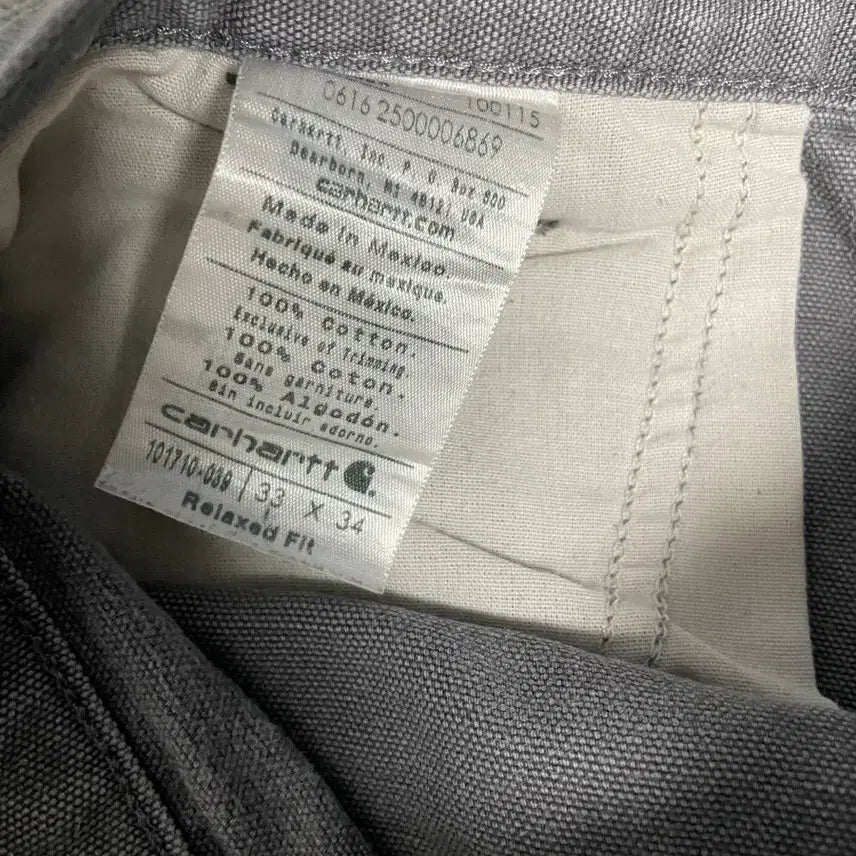 100115
0616 2500006869
Carhartt, Inc. P. O. Box 600
Dearborn, MI 48121, USA
carhartt.com
Made in Mexico.
Fabriqué au mexique.
Hecho en México.
100% Cotton.
Exclusive of Trimming.
100% Coton.
Sans garniture.
100% Algodón.
Sin incluir adorno.
carhartt
101710-039 / 33 X 34
Relaxed Fit